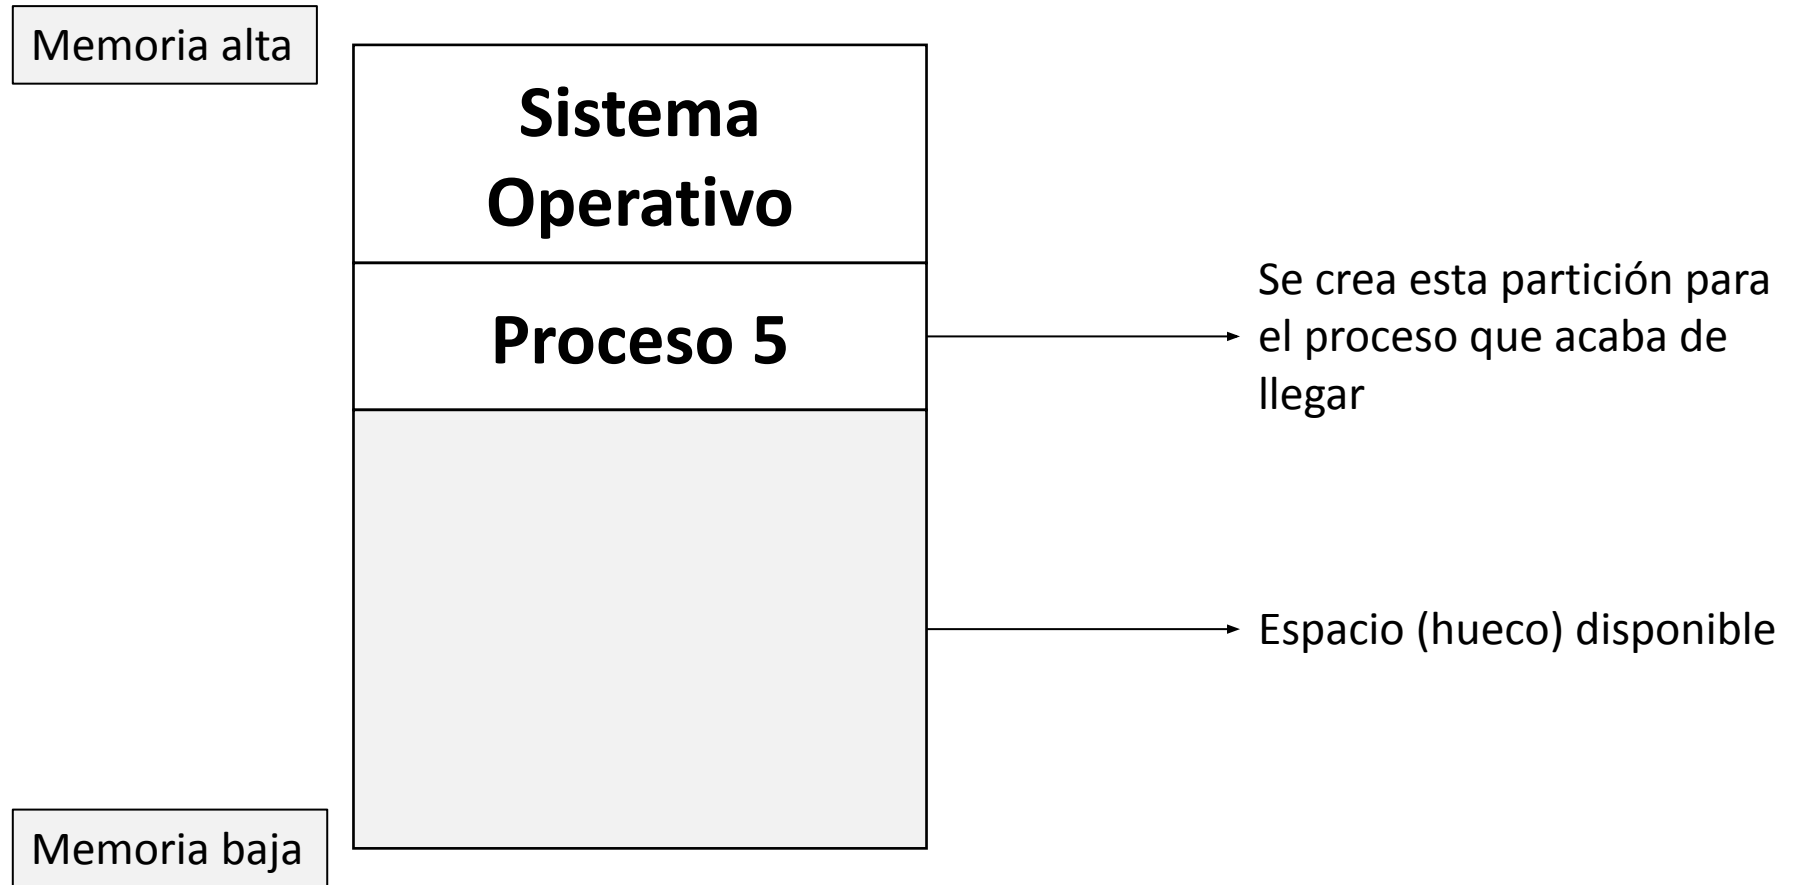 Memoria alta
Sistema
Operativo
Proceso 5
Se crea esta partición para
el proceso que acaba de
llegar
Espacio (hueco) disponible
Memoria baja